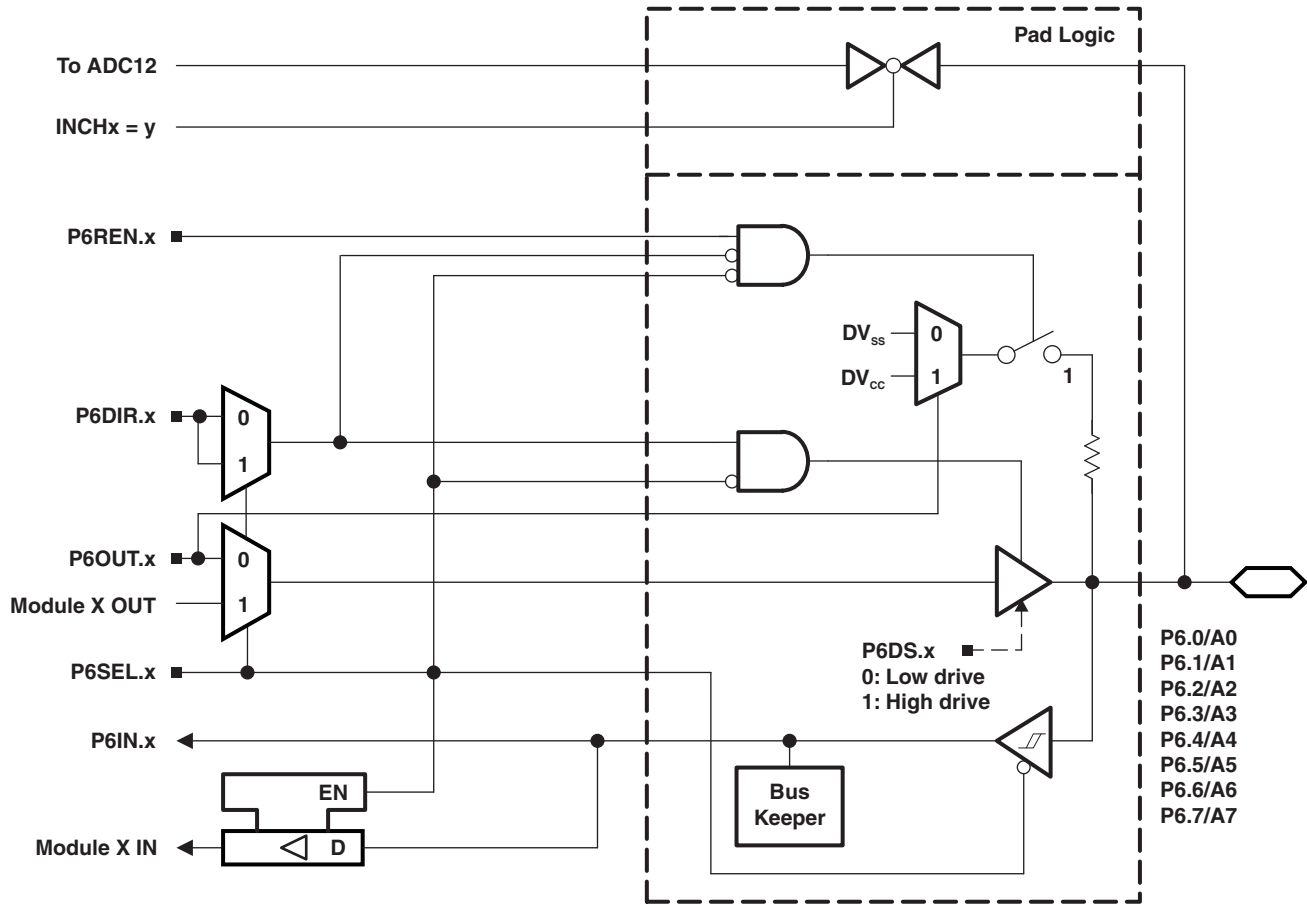 Pad Logic
To ADC12
INCHx = y
P6REN.x
DVSS
0
DVCC
1
1
P6DIR.x
0
1
P6OUT.x
0
Module X OUT
1
P6DS.x
0: Low drive
1: High drive
P6SEL.x
P6IN.x
EN
Bus
Keeper
Module X IN
D
P6.0/A0
P6.1/A1
P6.2/A2
P6.3/A3
P6.4/A4
P6.5/A5
P6.6/A6
P6.7/A7